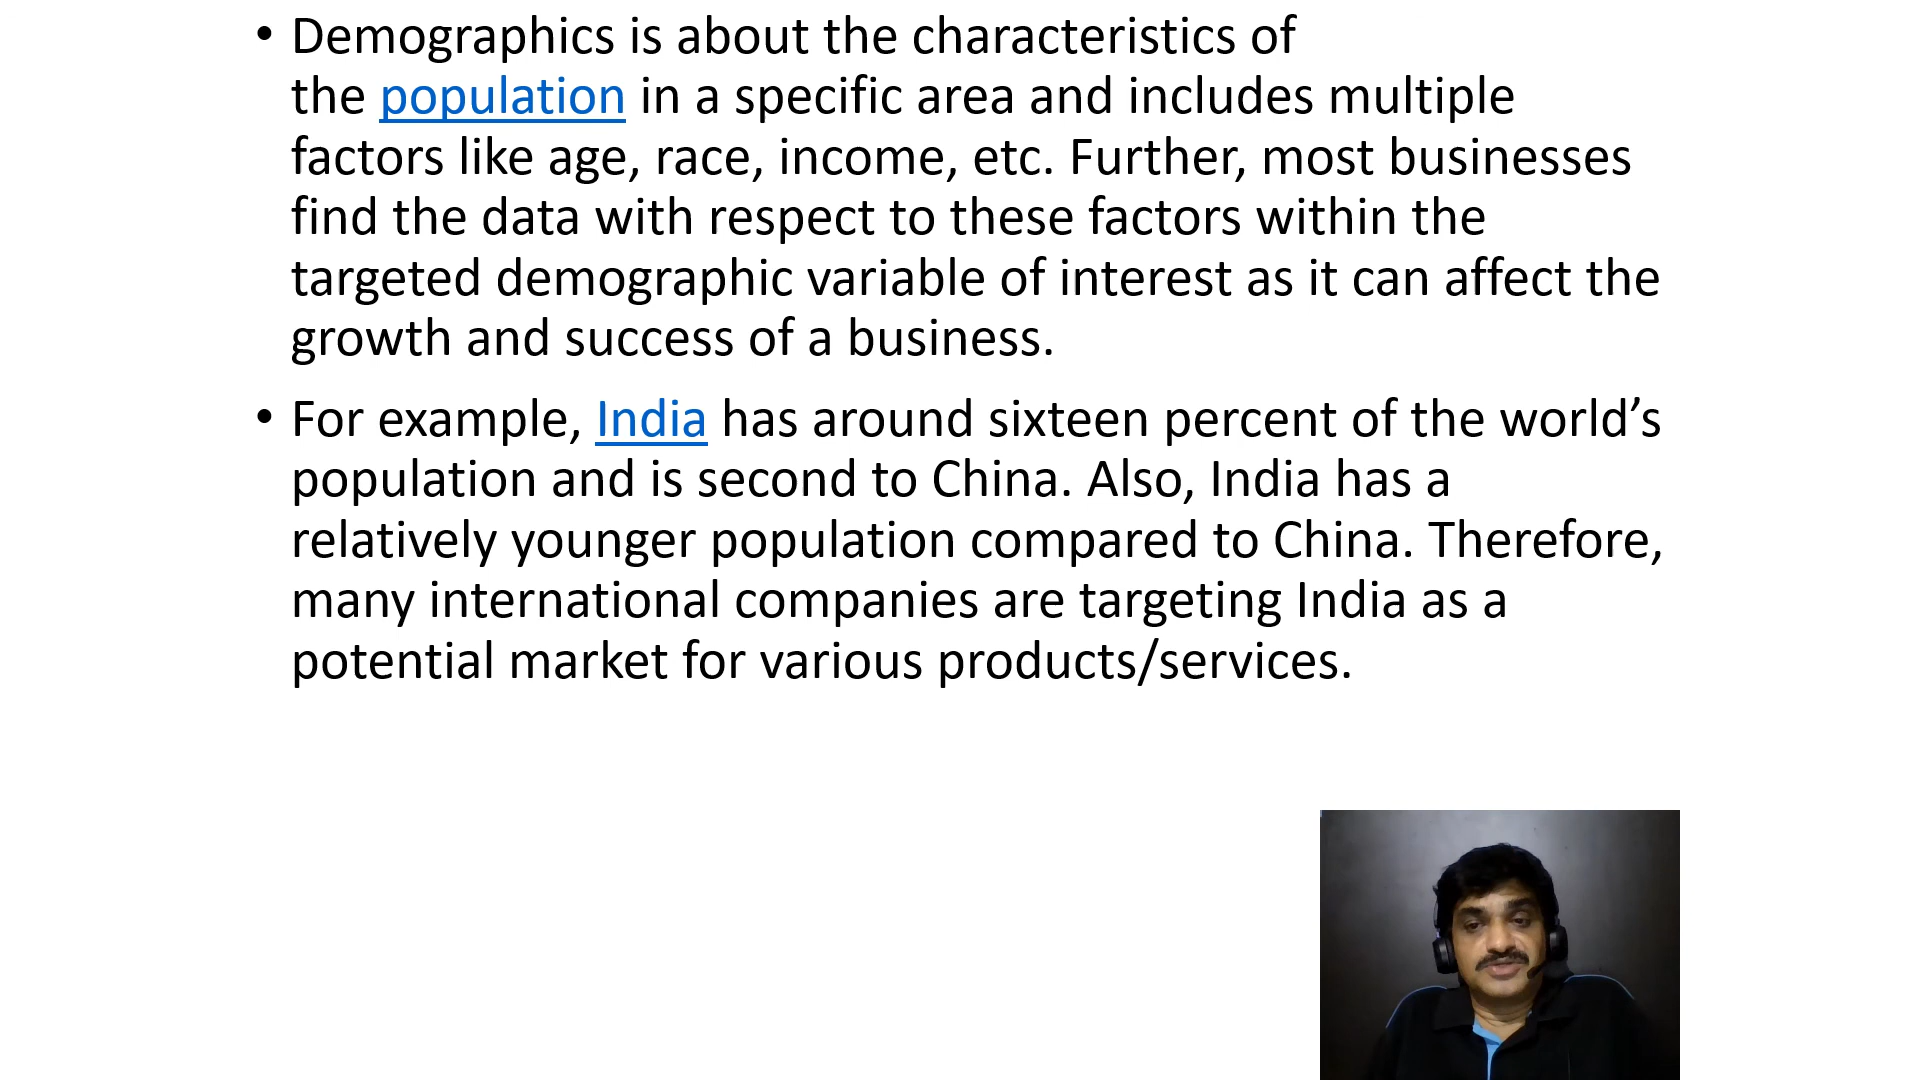 • Demographics is about the characteristics of
the population in a specific area and includes multiple
factors like age, race, income, etc. Further, most businesses
find the data with respect to these factors within the
targeted demographic variable of interest as it can affect the
growth and success of a business.
• For example, India has around sixteen percent of the world’s
population and is second to China. Also, India has a
relatively younger population compared to China. Therefore,
many international companies are targeting India as a
potential market for various products/services.